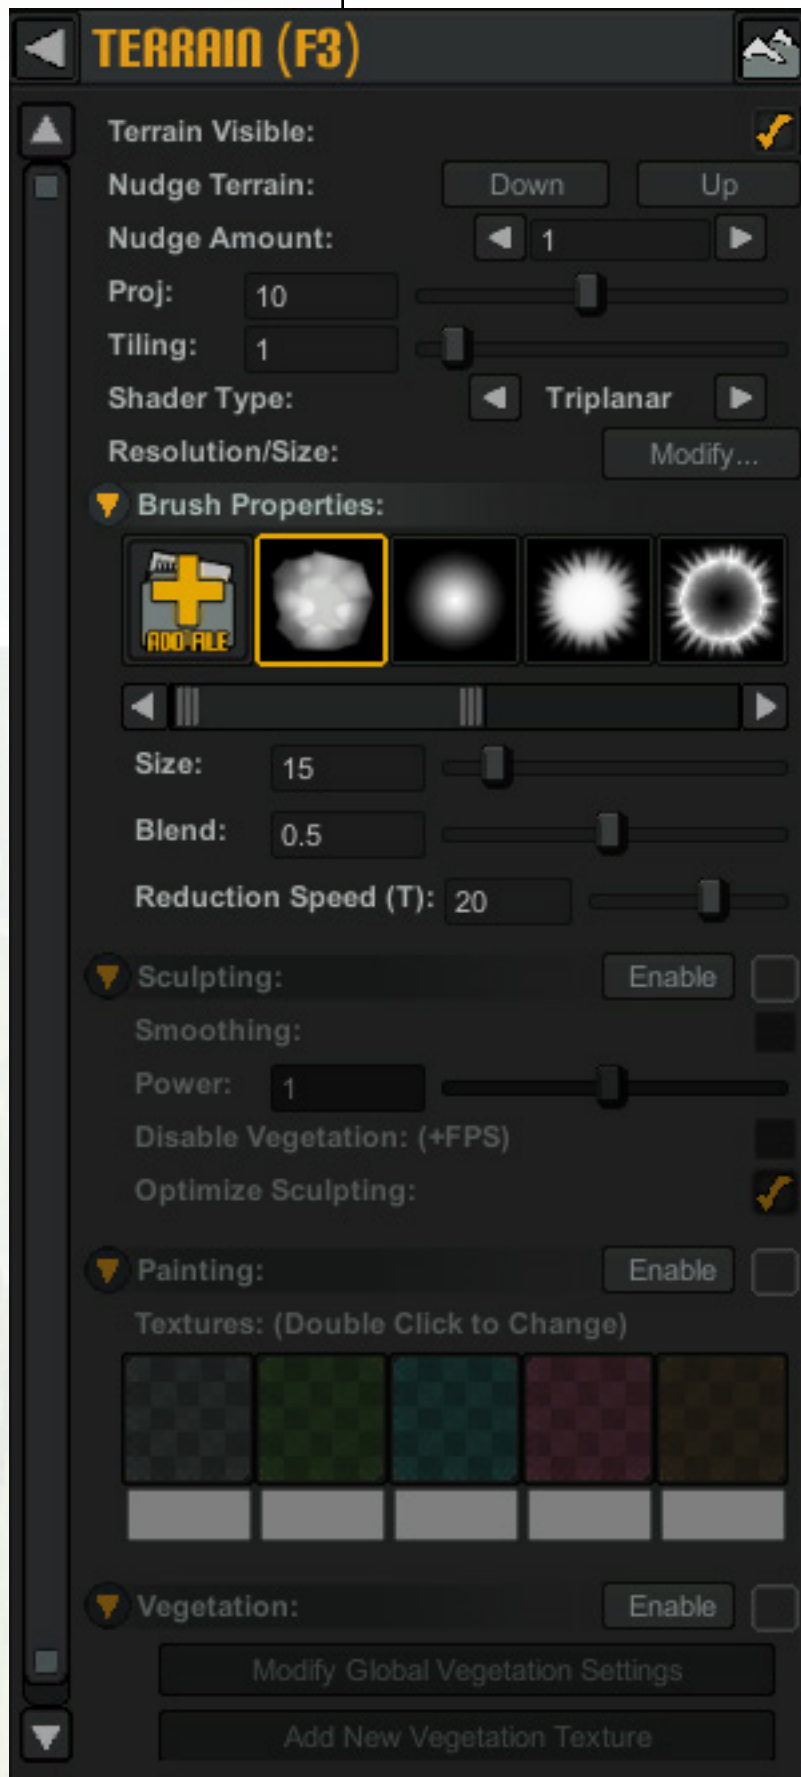 TERRAIN (F3)
Terrain Visible:
Nudge Terrain: Down Up
Nudge Amount: 1
Proj: 10
Tiling: 1
Shader Type: Triplanar
Resolution/Size: Modify...
Brush Properties:
ADD FILE
Size: 15
Blend: 0.5
Reduction Speed (T): 20
Sculpting: Enable
Smoothing:
Power: 1
Disable Vegetation: (+FPS)
Optimize Sculpting:
Painting: Enable
Textures: (Double Click to Change)
Vegetation: Enable
Modify Global Vegetation Settings
Add New Vegetation Texture